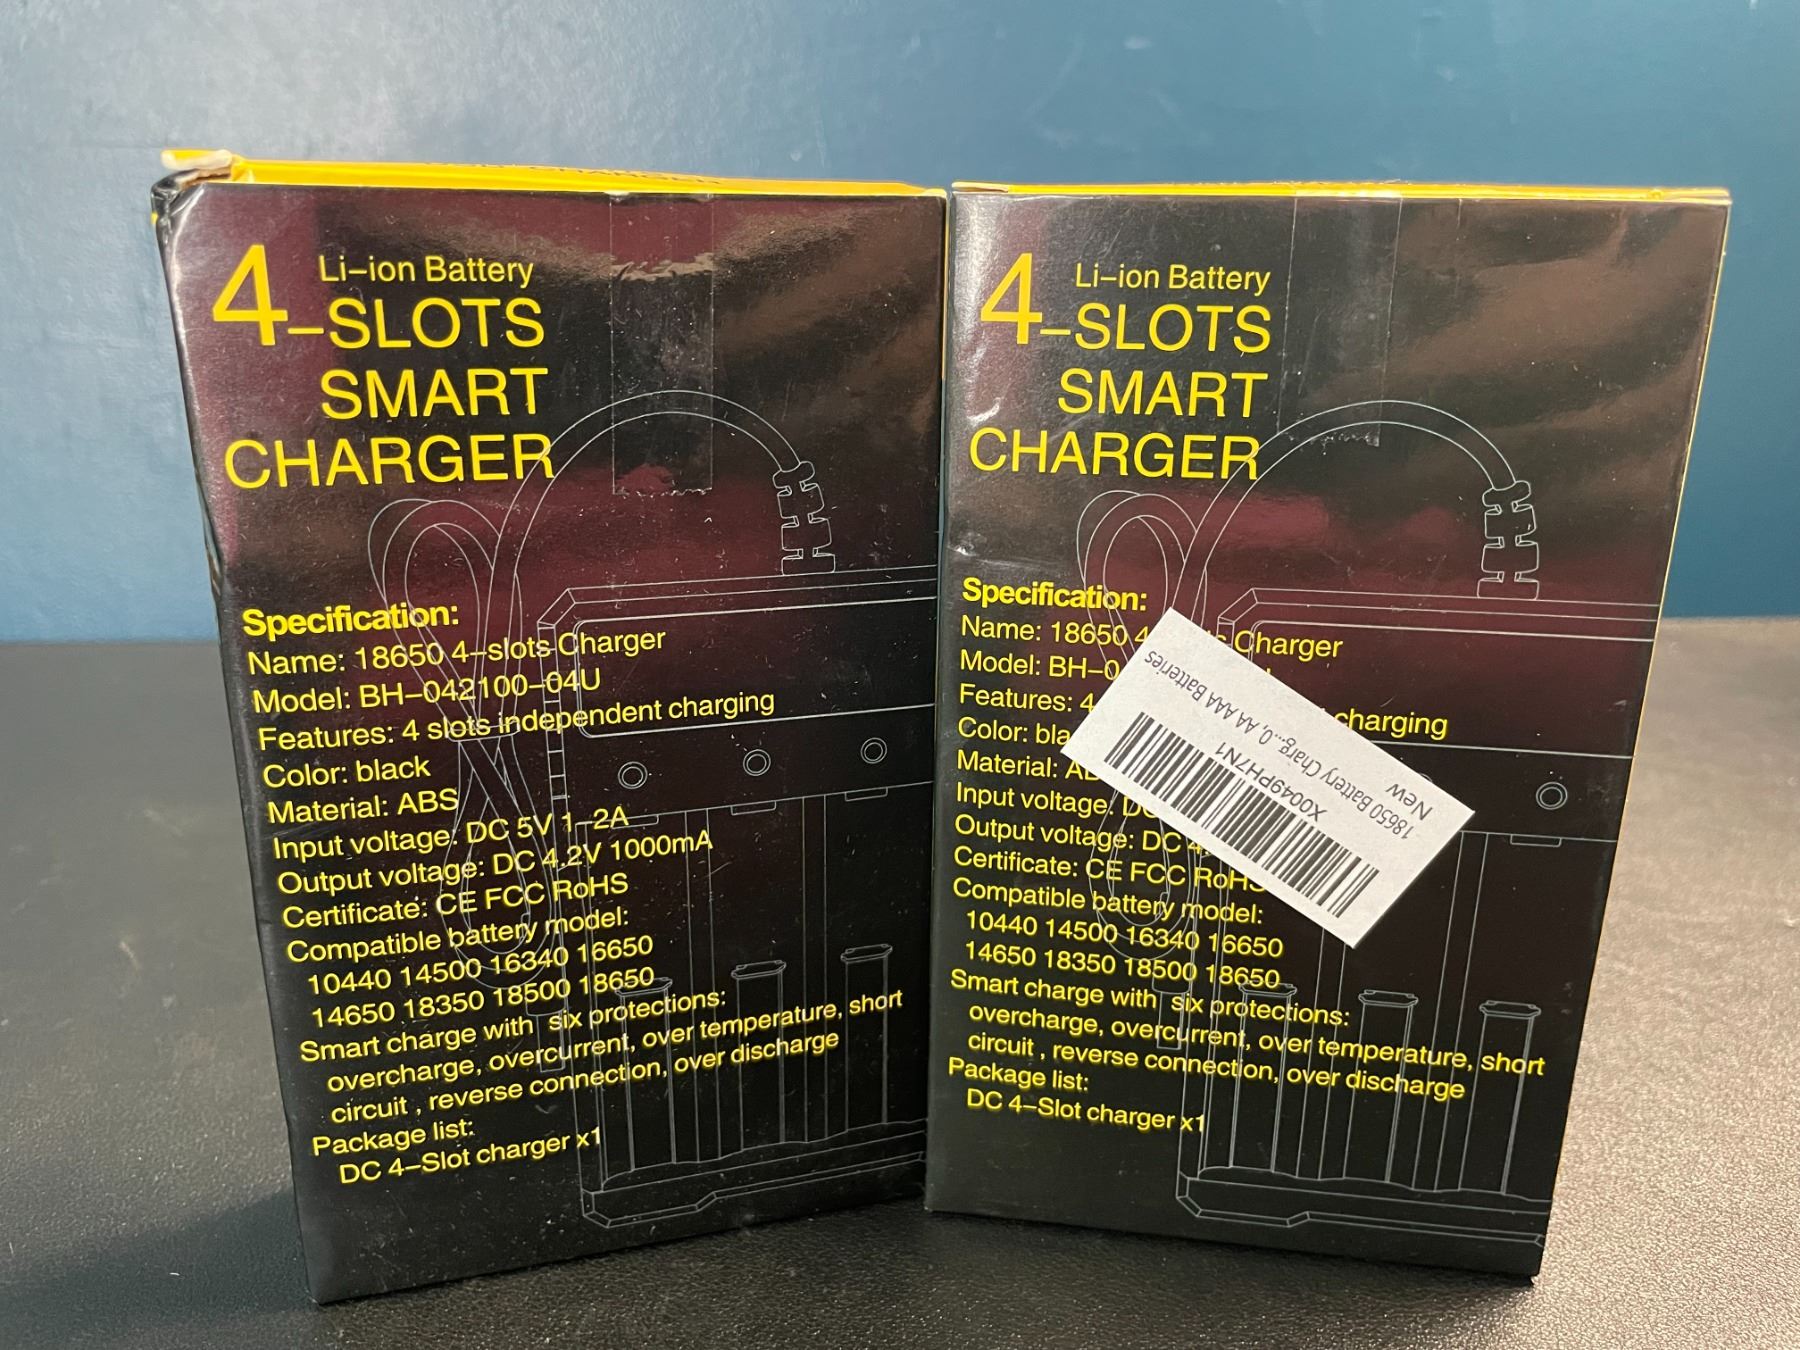 4-SLOTS
Li-ion Battery
SMART
CHARGER
Specification:
Name: 18650 4-slots Charger
Model: BH-042100-04U
Features: 4 slots independent charging
Color: black
Material: ABS
Input voltage: DC 5V 1-2A
Output voltage: DC 4.2V 1000mA
Certificate: CE FCC RoHS
Compatible battery model:
10440 14500 16340 16650
14650 18350 18500 18650
Smart charge with six protections:
overcharge, overcurrent, over temperature, short
circuit , reverse connection, over discharge
Package list:
DC 4-Slot charger x1
Li-ion Battery
4-SLOTS
SMART
CHARGER
Specification:
Name: 18650 4 Charger
Model: BH-0
Features: 4 charging
Color: bla
Material: AB
Input voltage: DC
Output voltage: DC 4
Certificate: CE FCC RoHS
Compatible battery model:
10440 14500 16340 16650
14650 18350 18500 18650
Smart charge with six protections:
overcharge, overcurrent, over temperature, short
circuit , reverse connection, over discharge
Package list:
DC 4-Slot charger x1
X0049PH7N1
18650 Battery Charg...0, AA AAA Batteries
New